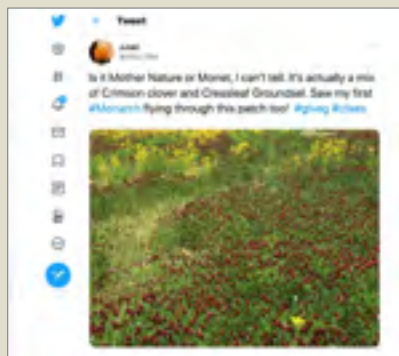 Tweet
Is it Mother Nature or Monet, I can't tell. It's actually a mix
of Crimson clover and Cressleaf Groundsel. Saw my first
#Monarch flying through this patch too!